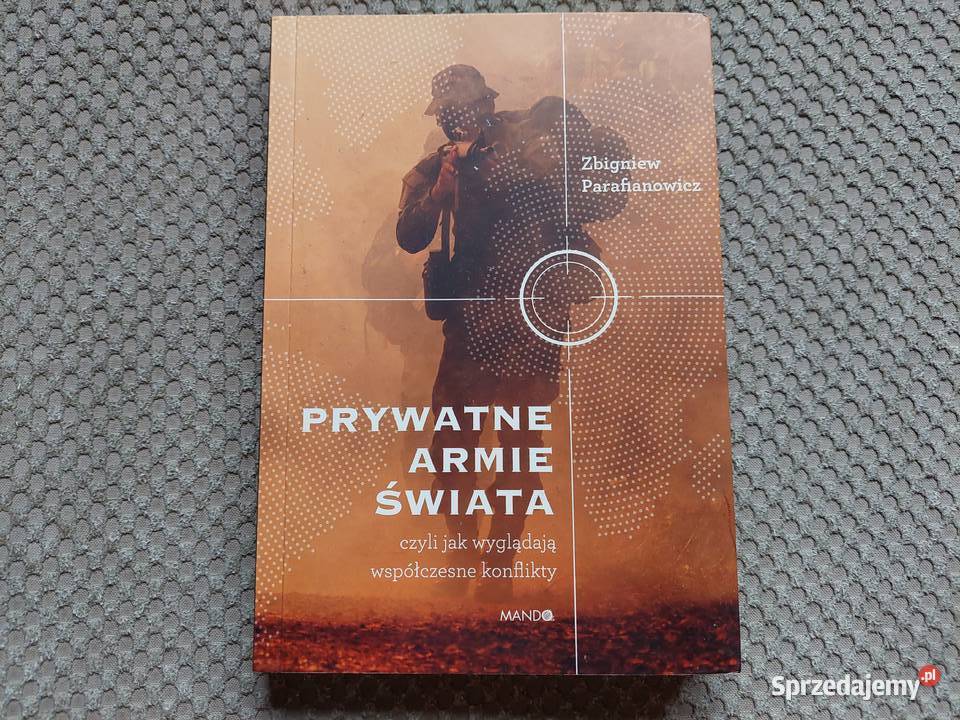 Zbigniew
Parafianowicz
PRYWATNE
ARMIE
ŚWIATA
czyli jak wyglądają
współczesne konflikty
MANDO
Sprzedajemy.pl